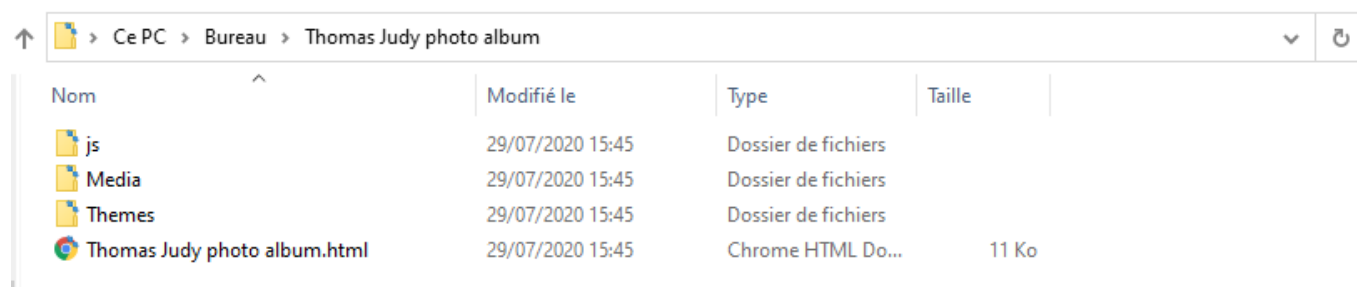 Ce PC > Bureau > Thomas Judy photo album
Nom Modifié le Type Taille
js 29/07/2020 15:45 Dossier de fichiers
Media 29/07/2020 15:45 Dossier de fichiers
Themes 29/07/2020 15:45 Dossier de fichiers
Thomas Judy photo album.html 29/07/2020 15:45 Chrome HTML Do... 11 Ko